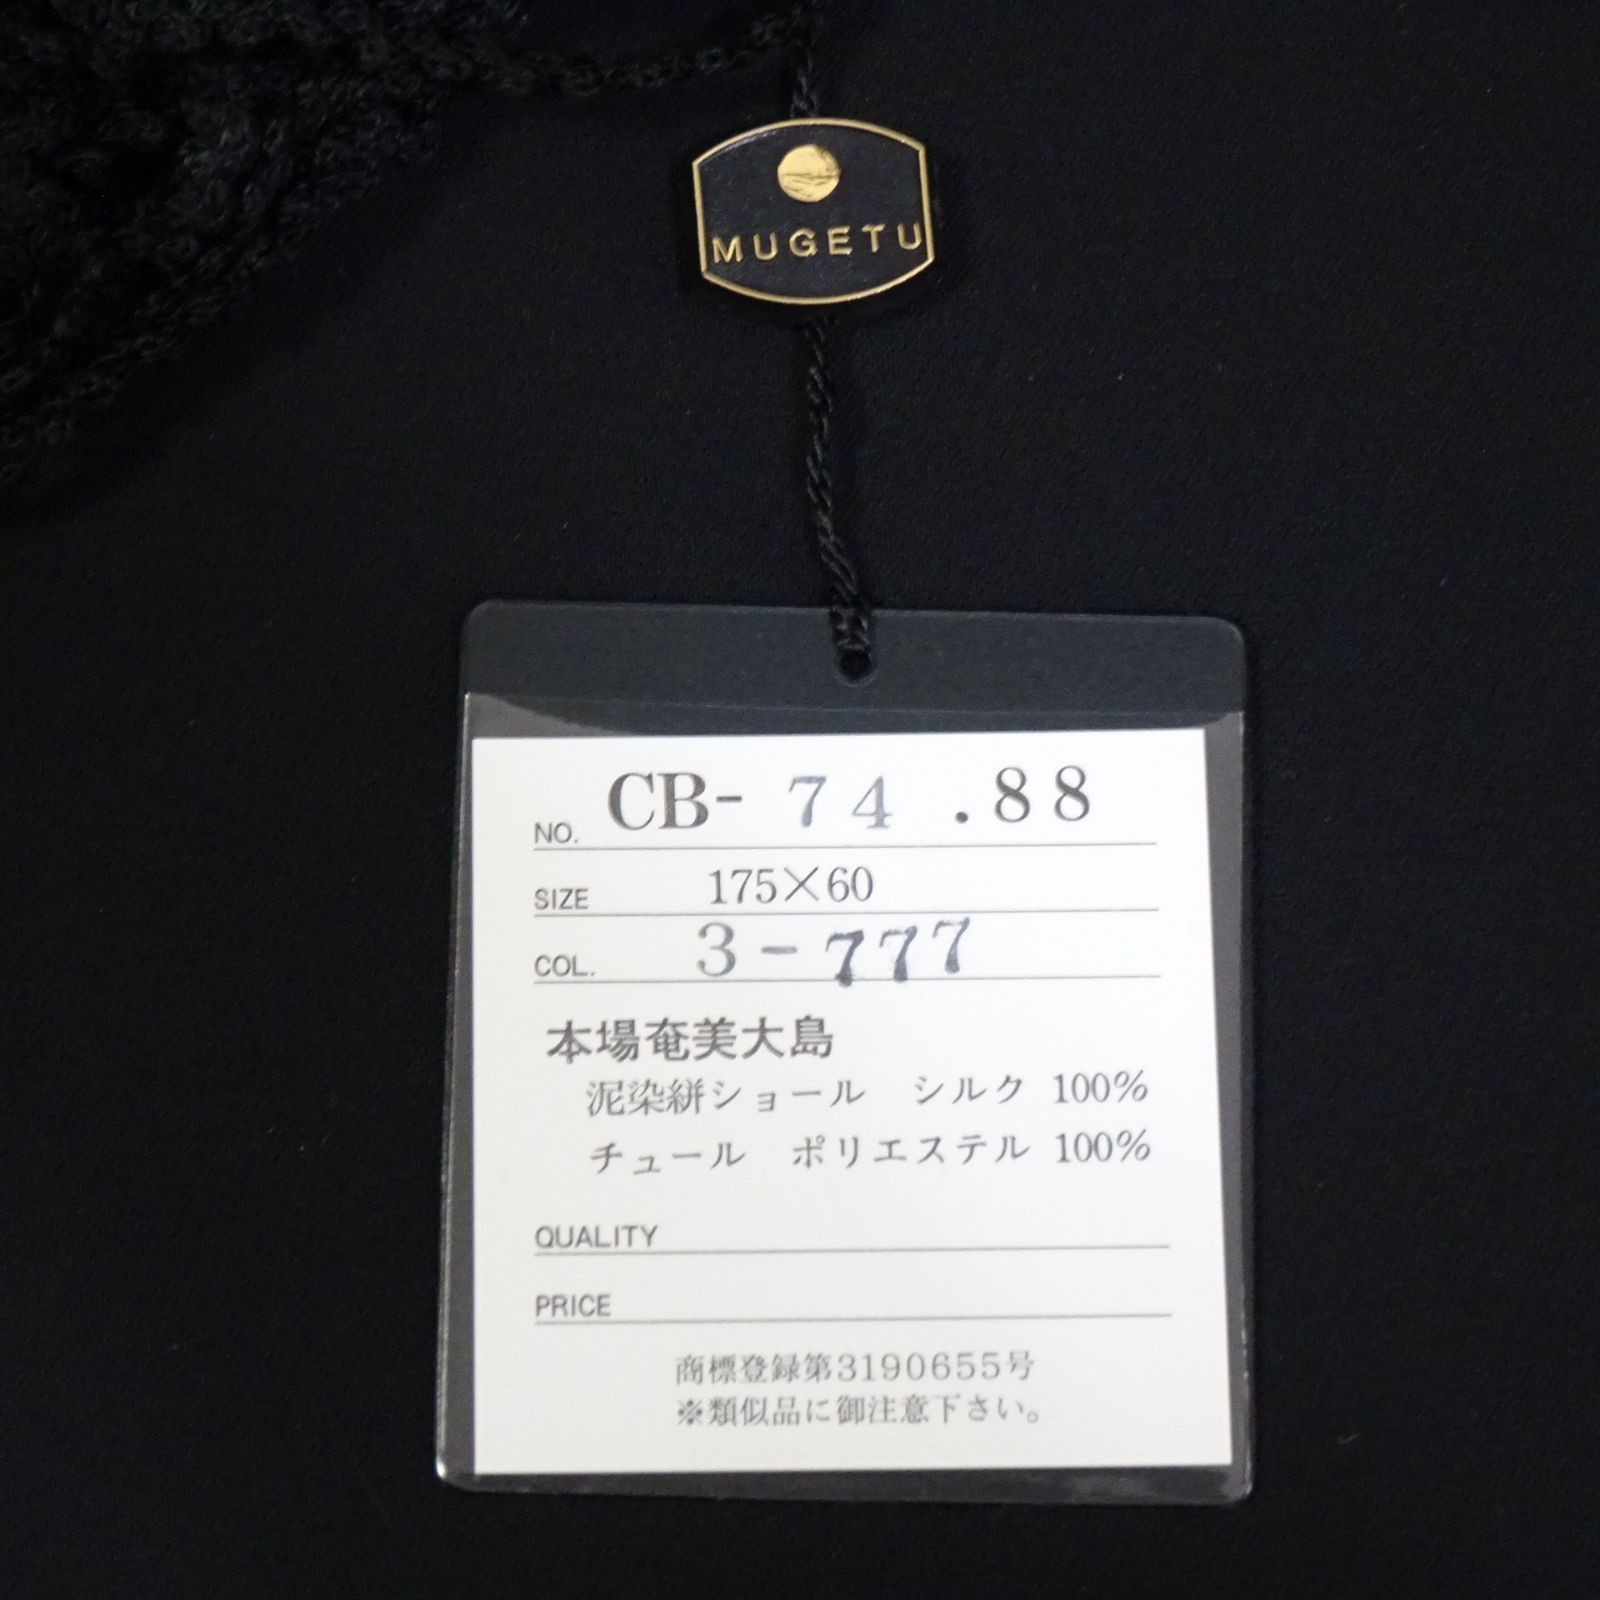 MUGETU
NO. CB- 74 .88
SIZE 175×60
COL. 3-777
本場奄美大島
泥染絣ショール シルク 100%
チュール ポリエステル 100%
QUALITY
PRICE
商標登録第3190655号
※類似品に御注意下さい。